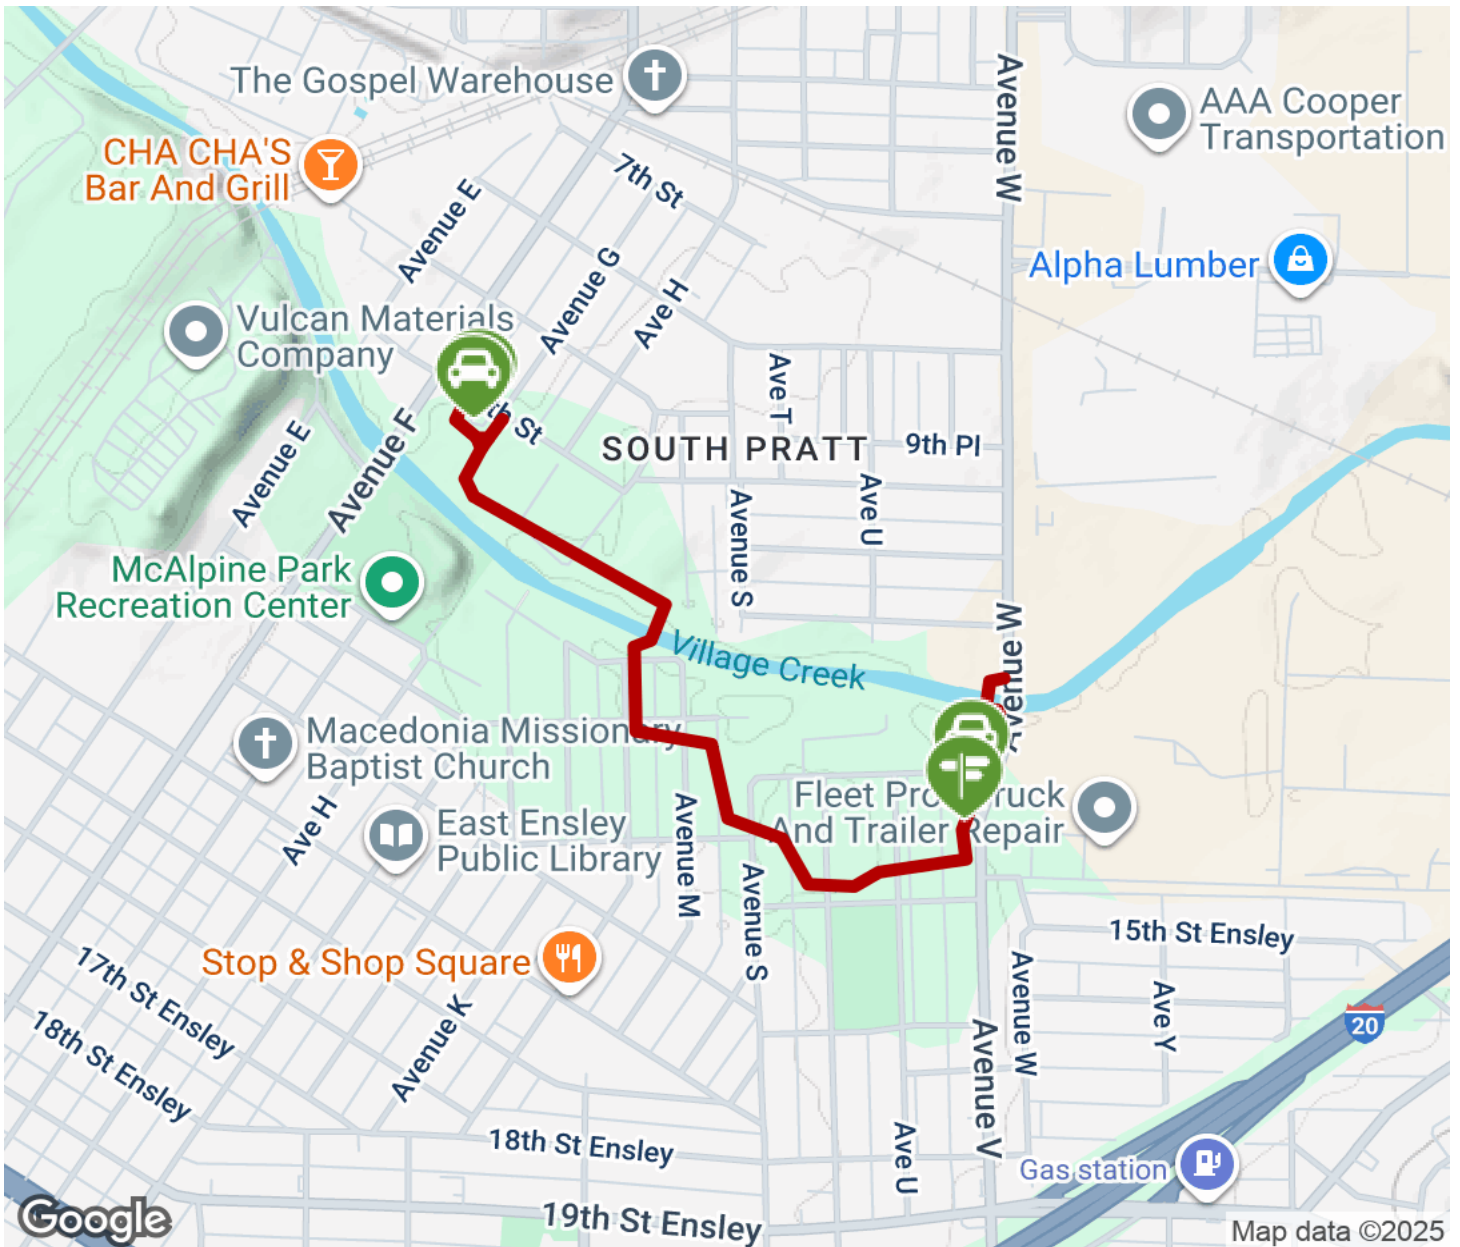 The Gospel Warehouse
Avenue W
AAA Cooper
Transportation
CHA CHA'S
Bar And Grill
7th St
Avenue E
Avenue G
Ave H
Alpha Lumber
Vulcan Materials
Company
Ave T
Avenue F
th St
SOUTH PRATT
9th Pl
Avenue E
Avenue S
Ave U
McAlpine Park
Recreation Center
Village Creek
Avenue W
Macedonia Missionary
Baptist Church
Fleet Pro Truck
And Trailer Repair
Ave H
East Ensley
Public Library
Avenue M
Avenue S
15th St Ensley
Stop & Shop Square
17th St Ensley
18th St Ensley
Avenue K
Avenue W
Ave Y
20
Avenue V
18th St Ensley
Ave U
Gas station
Google
19th St Ensley
Map data ©2025